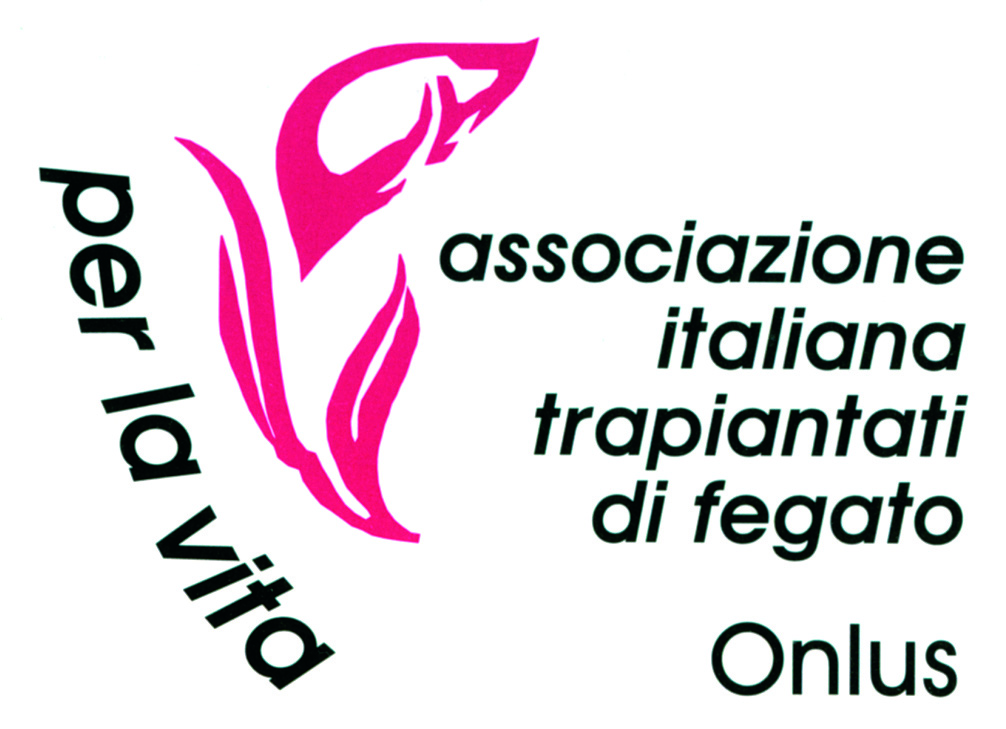 per la vita
associazione
italiana
trapiantati
di fegato
Onlus